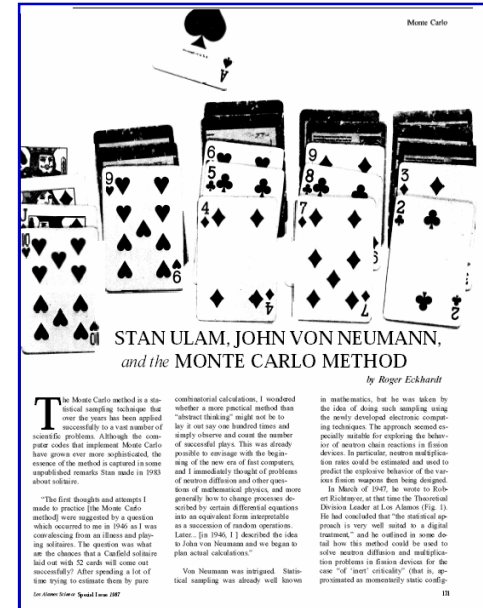 Monte Carlo
A
6
9
5
8
3
9
4
7
2
J
10
6
4
7
2
10
STAN ULAM, JOHN VON NEUMANN,
and the MONTE CARLO METHOD
by Roger Eckhardt
The Monte Carlo method is a sta-
tistical sampling technique that
over the years has been applied
successfully to a vast number of
scientific problems. Although the com-
puter codes that implement Monte Carlo
have grown ever more sophisticated, the
essence of the method is captured in some
unpublished remarks Stan made in 1983
about solitaire.
"The first thoughts and attempts I
made to practice [the Monte Carlo
method] were suggested by a question
which occurred to me in 1946 as I was
convalescing from an illness and play-
ing solitaires. The question was what
are the chances that a Canfield solitaire
laid out with 52 cards will come out
successfully? After spending a lot of
time trying to estimate them by pure
combinatorial calculations, I wondered
whether a more practical method than
"abstract thinking" might not be to
lay it out say one hundred times and
simply observe and count the number
of successful plays. This was already
possible to envisage with the begin-
ning of the new era of fast computers,
and I immediately thought of problems
of neutron diffusion and other ques-
tions of mathematical physics, and more
generally how to change processes de-
scribed by certain differential equations
into an equivalent form interpretable
as a succession of random operations.
Later... [in 1946, I ] described the idea
to John von Neumann and we began to
plan actual calculations."
Von Neumann was intrigued. Statis-
tical sampling was already well known
in mathematics, but he was taken by
the idea of doing such sampling using
the newly developed electronic comput-
ing techniques. The approach seemed es-
pecially suitable for exploring the behav-
ior of neutron chain reactions in fission
devices. In particular, neutron multiplica-
tion rates could be estimated and used to
predict the explosive behavior of the var-
ious fission weapons then being designed.
In March of 1947, he wrote to Rob-
ert Richtmyer, at that time the Theoretical
Division Leader at Los Alamos (Fig. 1).
He had concluded that "the statistical ap-
proach is very well suited to a digital
treatment," and he outlined in some de-
tail how this method could be used to
solve neutron diffusion and multiplica-
tion problems in fission devices for the
case "of 'inert' criticality" (that is, ap-
proximated as momentarily static config-
Los Alamos Science Special Issue 1987
131